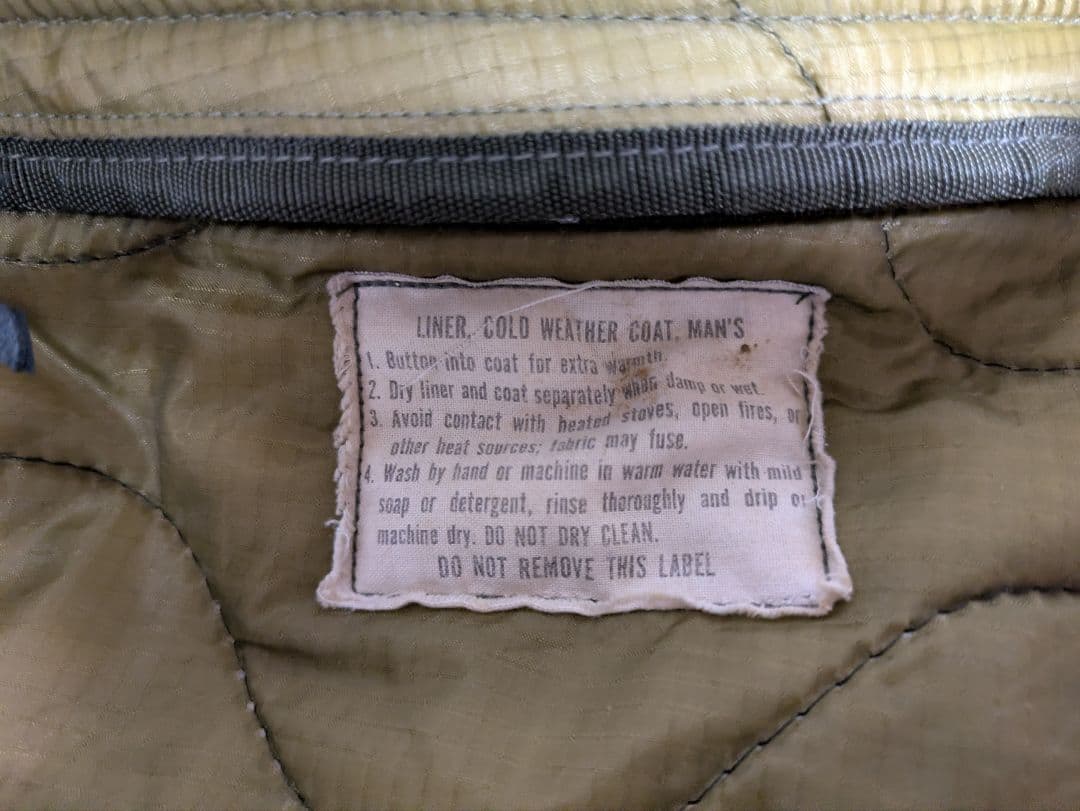 LINER, COLD WEATHER COAT, MAN'S
1. Button into coat for extra warmth.
2. Dry liner and coat separately when damp or wet.
3. Avoid contact with heated stoves, open fires, or
other heat sources; fabric may fuse.
4. Wash by hand or machine in warm water with mild
soap or detergent, rinse thoroughly and drip or
machine dry. DO NOT DRY CLEAN.
DO NOT REMOVE THIS LABEL